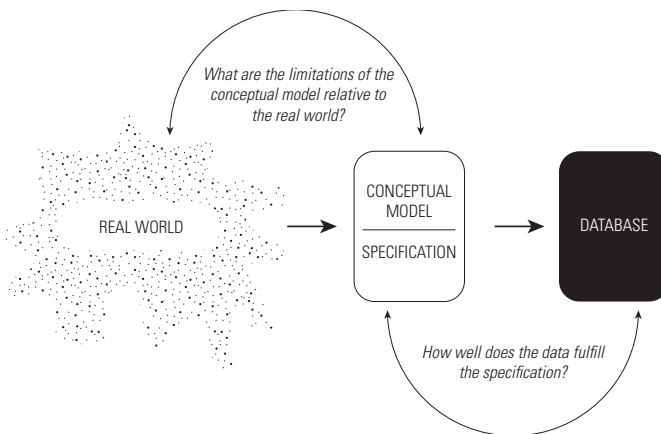 What are the limitations of the
conceptual model relative to
the real world?
REAL WORLD
CONCEPTUAL
MODEL
SPECIFICATION
DATABASE
How well does the data fulfill
the specification?